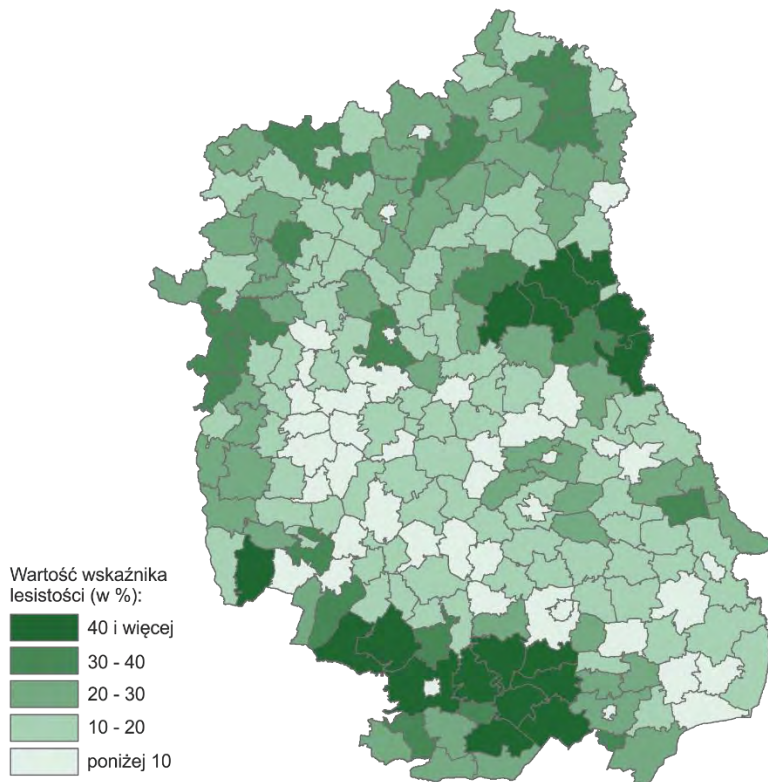 Wartość wskaźnika
lesistości (w %):
40 i więcej
30 - 40
20 - 30
10 - 20
poniżej 10